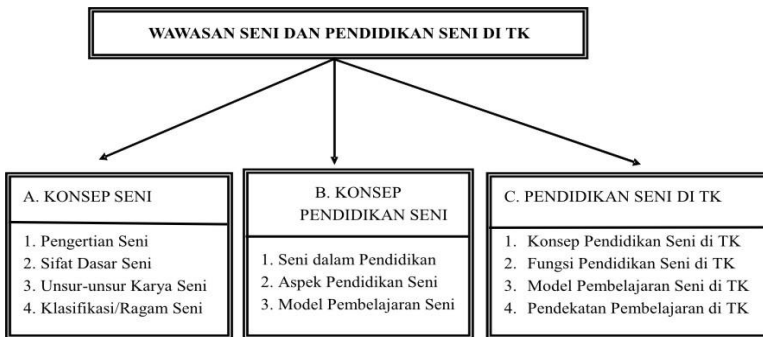 WAWASAN SENI DAN PENDIDIKAN SENI DI TK
A. KONSEP SENI
1. Pengertian Seni
2. Sifat Dasar Seni
3. Unsur-unsur Karya Seni
4. Klasifikasi/Ragam Seni
B. KONSEP
PENDIDIKAN SENI
1. Seni dalam Pendidikan
2. Aspek Pendidikan Seni
3. Model Pembelajaran Seni
C. PENDIDIKAN SENI DI TK
1. Konsep Pendidikan Seni di TK
2. Fungsi Pendidikan Seni di TK
3. Model Pembelajaran Seni di TK
4. Pendekatan Pembelajaran di TK